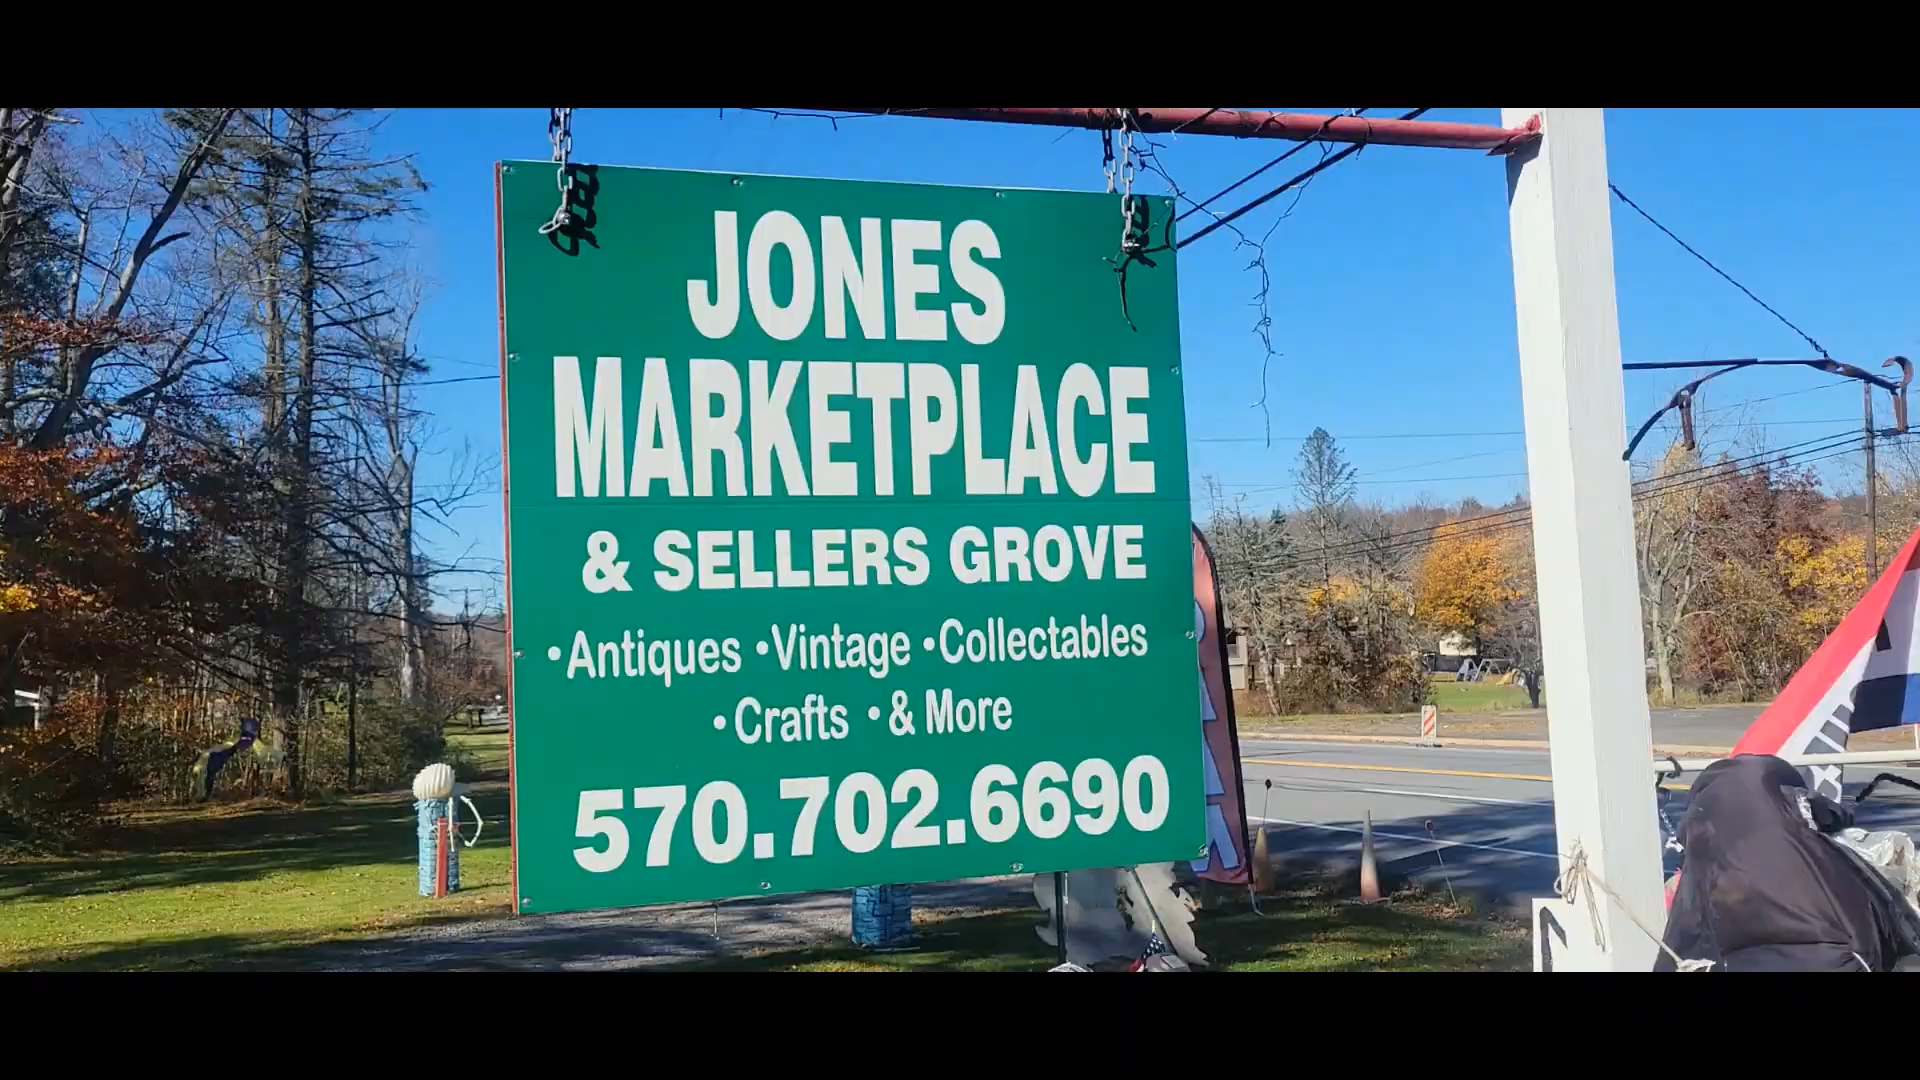 JONES
MARKETPLACE
& SELLERS GROVE
•Antiques •Vintage •Collectables
•Crafts •& More
570.702.6690